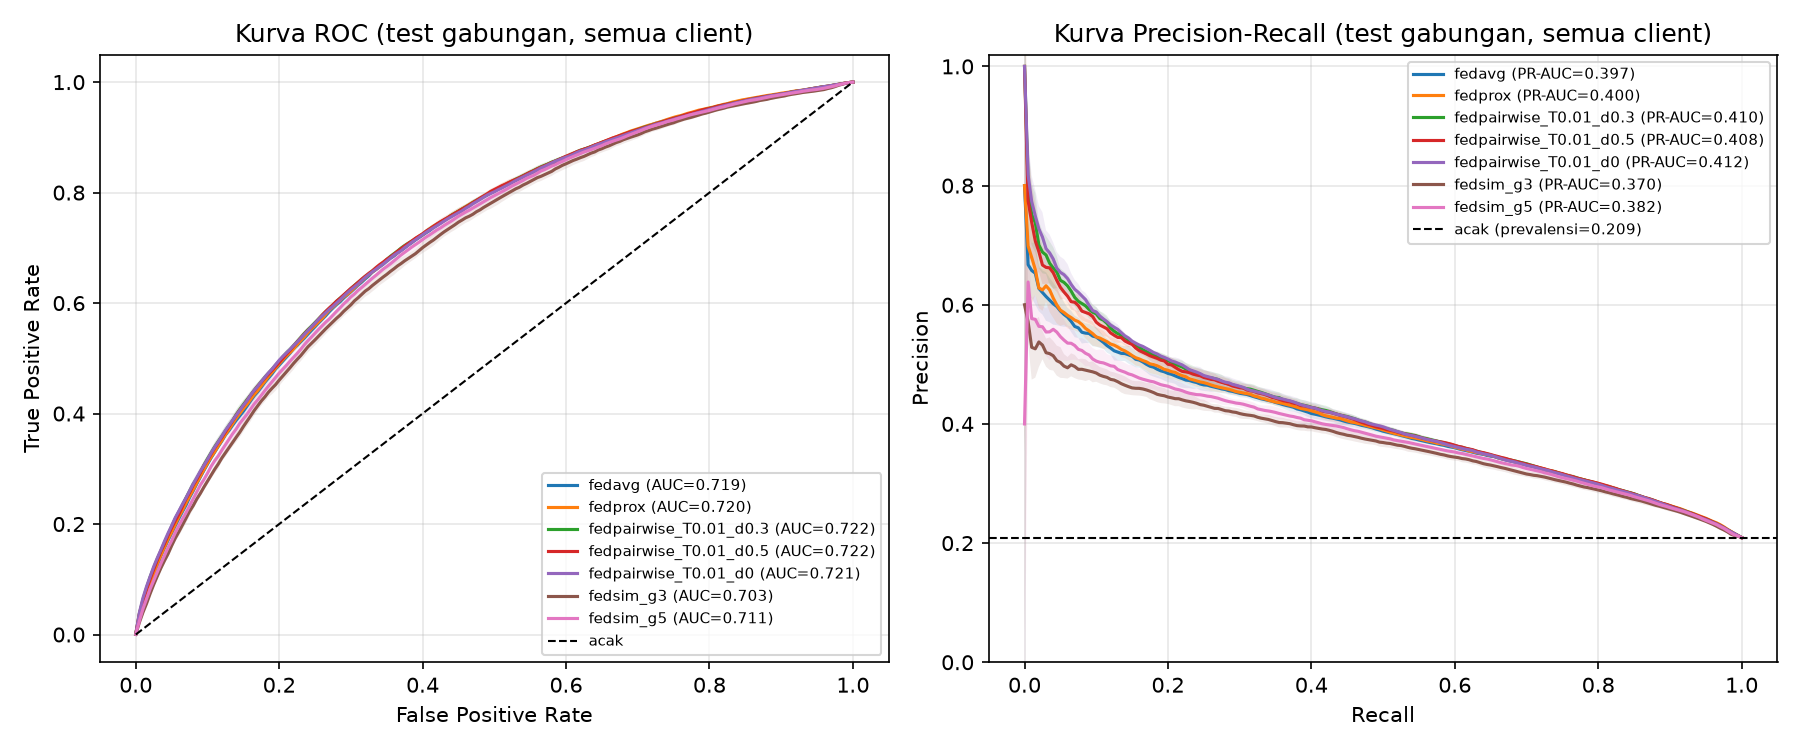 Kurva ROC (test gabungan, semua client)
True Positive Rate
1.0
0.8
0.6
0.4
0.2
0.0
fedavg (AUC=0.719)
fedprox (AUC=0.720)
fedpairwise_T0.01_d0.3 (AUC=0.722)
fedpairwise_T0.01_d0.5 (AUC=0.722)
fedpairwise_T0.01_d0 (AUC=0.721)
fedsim_g3 (AUC=0.703)
fedsim_g5 (AUC=0.711)
acak
0.0 0.2 0.4 0.6 0.8 1.0
False Positive Rate
Kurva Precision-Recall (test gabungan, semua client)
Precision
1.0
0.8
0.6
0.4
0.2
0.0
fedavg (PR-AUC=0.397)
fedprox (PR-AUC=0.400)
fedpairwise_T0.01_d0.3 (PR-AUC=0.410)
fedpairwise_T0.01_d0.5 (PR-AUC=0.408)
fedpairwise_T0.01_d0 (PR-AUC=0.412)
fedsim_g3 (PR-AUC=0.370)
fedsim_g5 (PR-AUC=0.382)
acak (prevalensi=0.209)
0.0 0.2 0.4 0.6 0.8 1.0
Recall